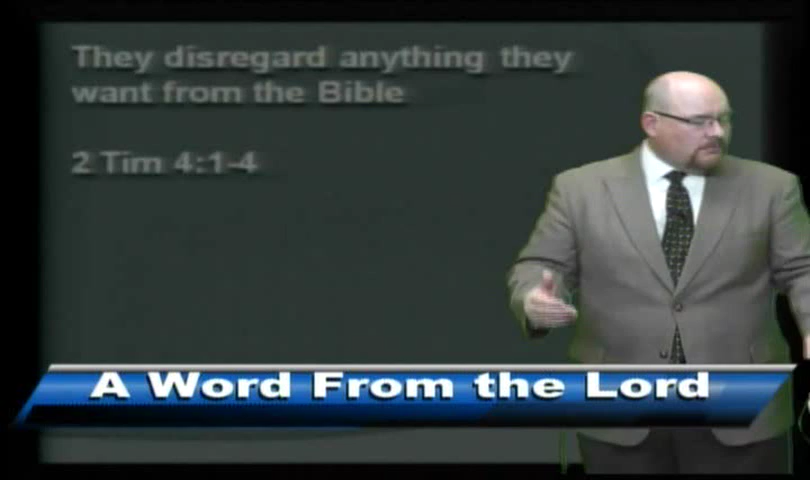 They disregard anything they
want from the Bible
2 Tim 4:1-4
A Word From the Lord